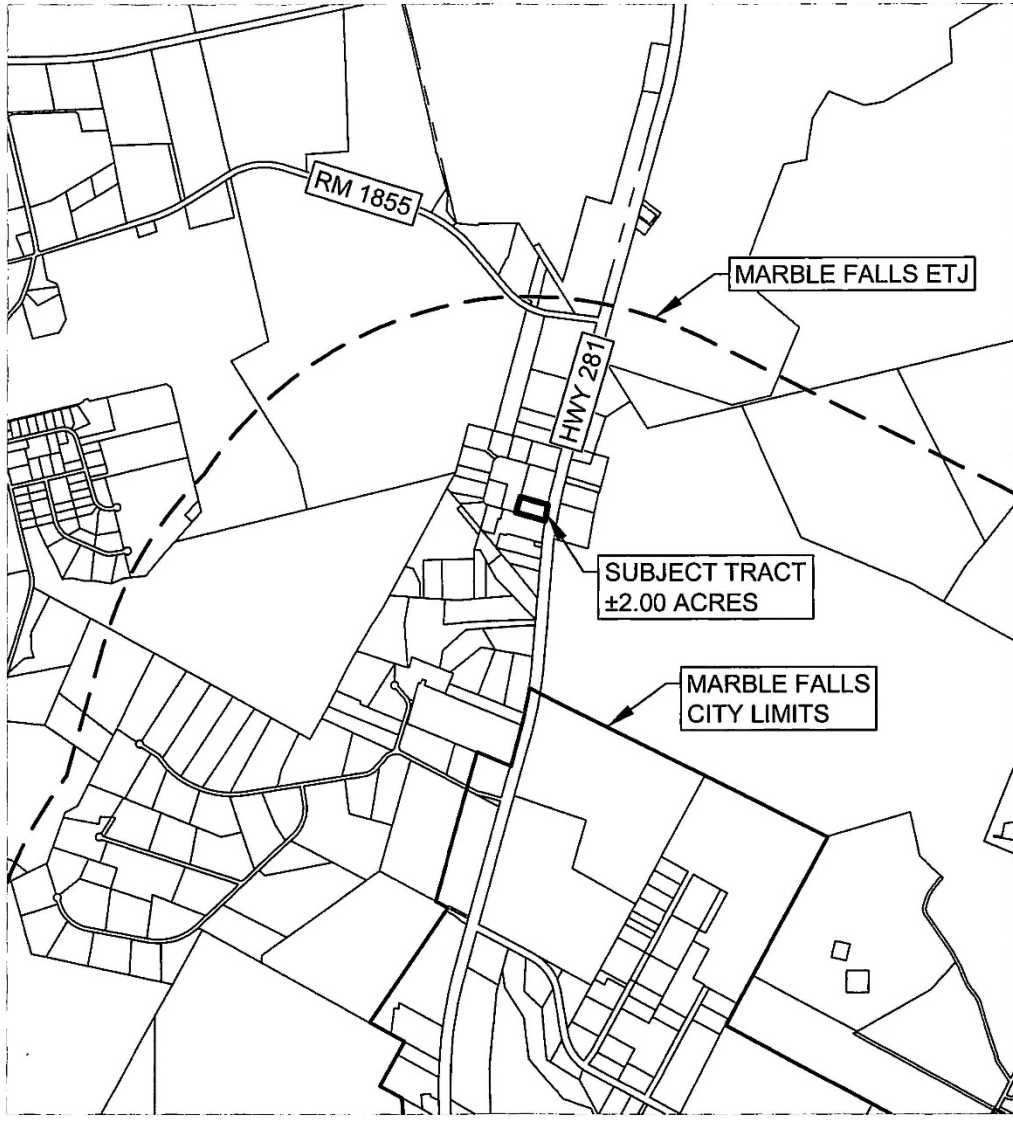 RM 1855
MARBLE FALLS ETJ
HWY 281
SUBJECT TRACT
±2.00 ACRES
MARBLE FALLS
CITY LIMITS